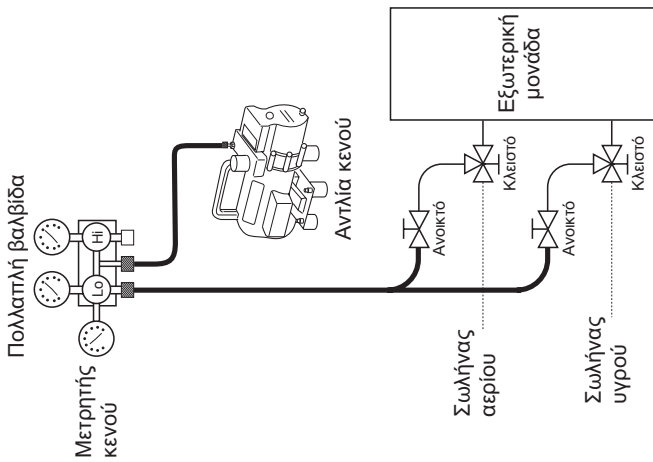 Πολλαπλή βαλβίδα
Hi
Lo
Μετρητής
κενού
Αντλία κενού
Εξωτερική
μονάδα
Ανοικτό
Κλειστό
Ανοικτό
Κλειστό
Σωλήνας
αερίου
Σωλήνας
υγρού